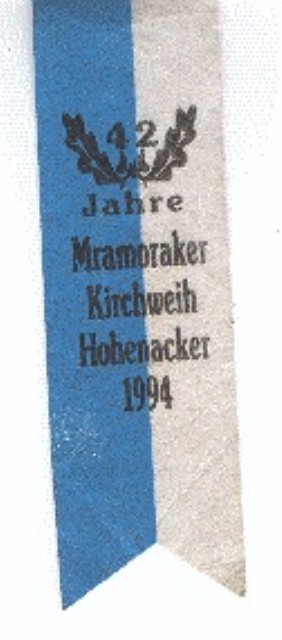 42
Jahre
Mramoraker
Kirchweih
Hohenacker
1994